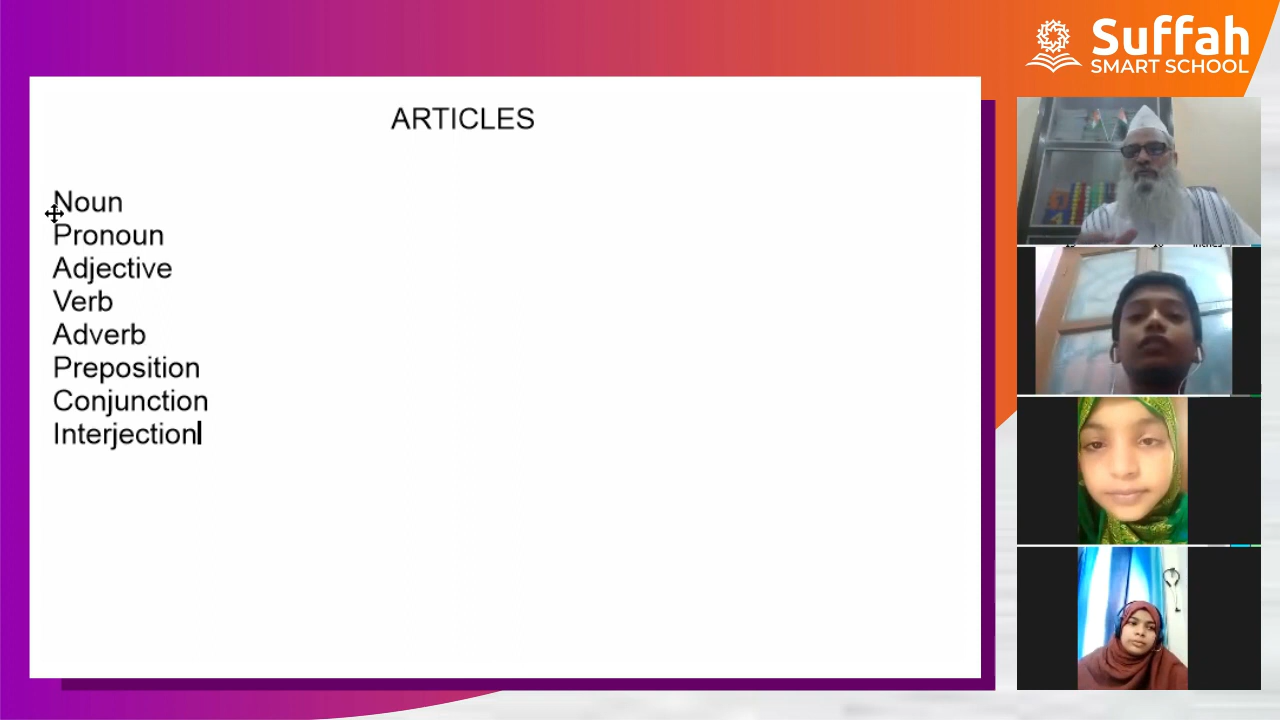 Suffah
SMART SCHOOL
ARTICLES
Noun
Pronoun
Adjective
Verb
Adverb
Preposition
Conjunction
Interjection